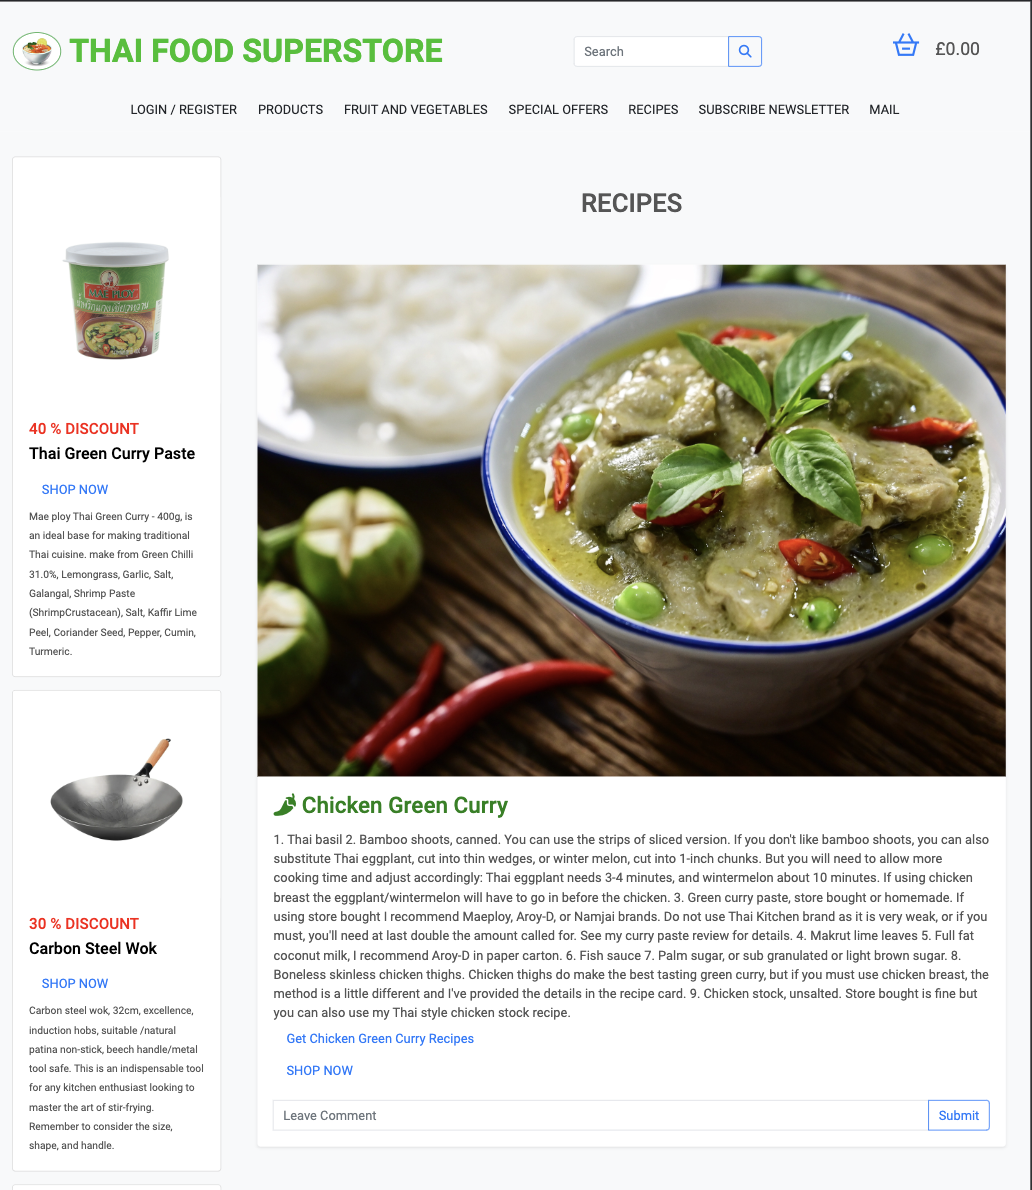 THAI FOOD SUPERSTORE
Search
£0.00
LOGIN / REGISTER PRODUCTS FRUIT AND VEGETABLES SPECIAL OFFERS RECIPES SUBSCRIBE NEWSLETTER MAIL
MAE PLOY
40 % DISCOUNT
Thai Green Curry Paste
SHOP NOW
Mae ploy Thai Green Curry - 400g, is
an ideal base for making traditional
Thai cuisine. make from Green Chilli
31.0%, Lemongrass, Garlic, Salt,
Galangal, Shrimp Paste
(ShrimpCrustacean), Salt, Kaffir Lime
Peel, Coriander Seed, Pepper, Cumin,
Turmeric.
30 % DISCOUNT
Carbon Steel Wok
SHOP NOW
Carbon steel wok, 32cm, excellence,
induction hobs, suitable /natural
patina non-stick, beech handle/metal
tool safe. This is an indispensable tool
for any kitchen enthusiast looking to
master the art of stir-frying.
Remember to consider the size,
shape, and handle.
RECIPES
Chicken Green Curry
1. Thai basil 2. Bamboo shoots, canned. You can use the strips of sliced version. If you don't like bamboo shoots, you can also
substitute Thai eggplant, cut into thin wedges, or winter melon, cut into 1-inch chunks. But you will need to allow more
cooking time and adjust accordingly: Thai eggplant needs 3-4 minutes, and wintermelon about 10 minutes. If using chicken
breast the eggplant/wintermelon will have to go in before the chicken. 3. Green curry paste, store bought or homemade. If
using store bought I recommend Maeploy, Aroy-D, or Namjai brands. Do not use Thai Kitchen brand as it is very weak, or if you
must, you'll need at last double the amount called for. See my curry paste review for details. 4. Makrut lime leaves 5. Full fat
coconut milk, I recommend Aroy-D in paper carton. 6. Fish sauce 7. Palm sugar, or sub granulated or light brown sugar. 8.
Boneless skinless chicken thighs. Chicken thighs do make the best tasting green curry, but if you must use chicken breast, the
method is a little different and I've provided the details in the recipe card. 9. Chicken stock, unsalted. Store bought is fine but
you can also use my Thai style chicken stock recipe.
Get Chicken Green Curry Recipes
SHOP NOW
Leave Comment
Submit